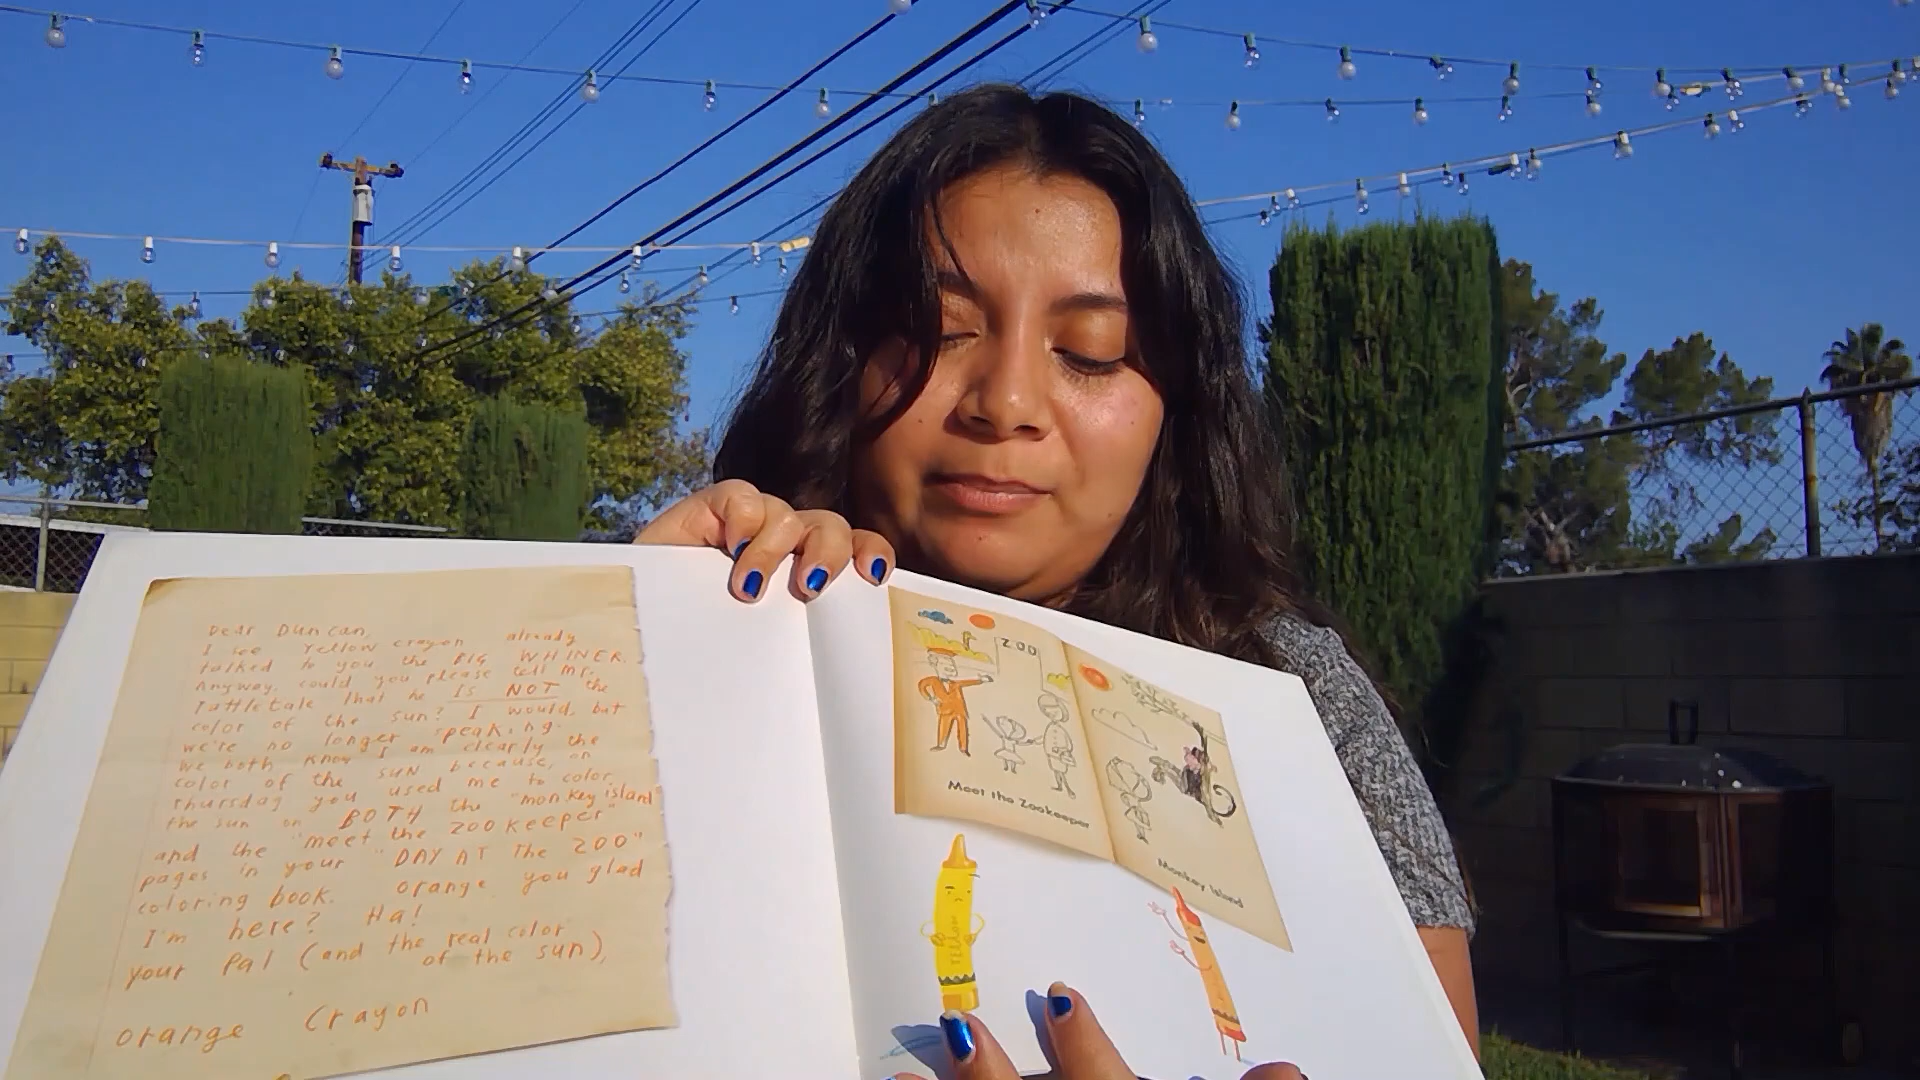 Dear Duncan,
I see Yellow crayon already
talked to you the BIG WHINER.
Anyway, could you please tell Mr.
Tattletale that he IS NOT the
color of the sun? I would, but
we're no longer speaking.
We both know I am clearly the
color of the sun because, on
Thursday you used me to color
the sun on BOTH the "monkey island"
and the "meet the Zookeeper"
pages in your "DAY AT THE ZOO"
coloring book. Orange you glad
I'm here? Ha!
your pal (and the real color
of the sun),
orange Crayon
ZOO
Meet the Zookeeper
Monkey Island
Yellow